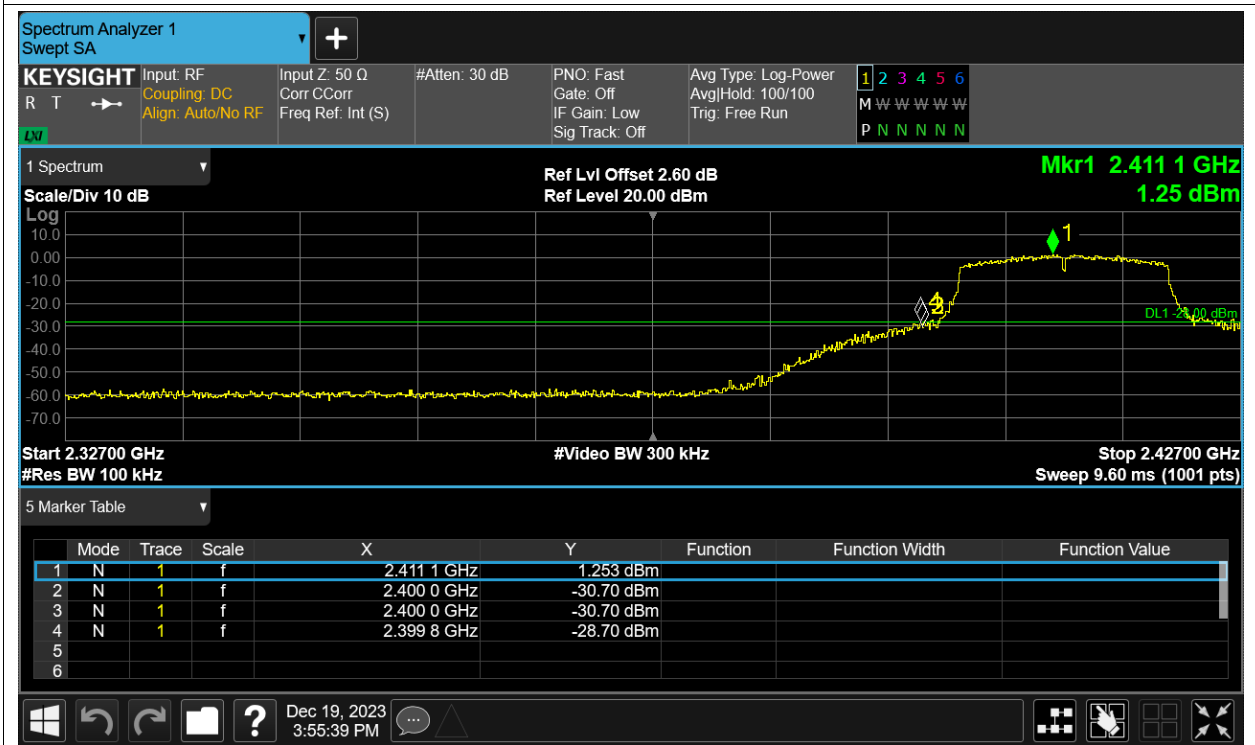 Spectrum Analyzer 1
Swept SA
KEYSIGHT
R T
LXI
Input: RF
Coupling: DC
Align: Auto/No RF
Input Z: 50 Ω
Corr CCorr
Freq Ref: Int (S)
#Atten: 30 dB
PNO: Fast
Gate: Off
IF Gain: Low
Sig Track: Off
Avg Type: Log-Power
Avg|Hold: 100/100
Trig: Free Run
1 2 3 4 5 6
M W W W W W
P N N N N N
1 Spectrum
Scale/Div 10 dB
Ref Lvl Offset 2.60 dB
Ref Level 20.00 dBm
Mkr1 2.411 1 GHz
1.25 dBm
Log
10.0
0.00
-10.0
-20.0
-30.0
-40.0
-50.0
-60.0
-70.0
1
Start 2.32700 GHz
#Video BW 300 kHz
Stop 2.42700 GHz
#Res BW 100 kHz
Sweep 9.60 ms (1001 pts)
5 Marker Table
Mode Trace Scale X Y Function Function Width Function Value
1 N 1 f 2.411 1 GHz 1.253 dBm
2 N 1 f 2.400 0 GHz -30.70 dBm
3 N 1 f 2.400 0 GHz -30.70 dBm
4 N 1 f 2.399 8 GHz -28.70 dBm
5
6
?
Dec 19, 2023
3:55:39 PM